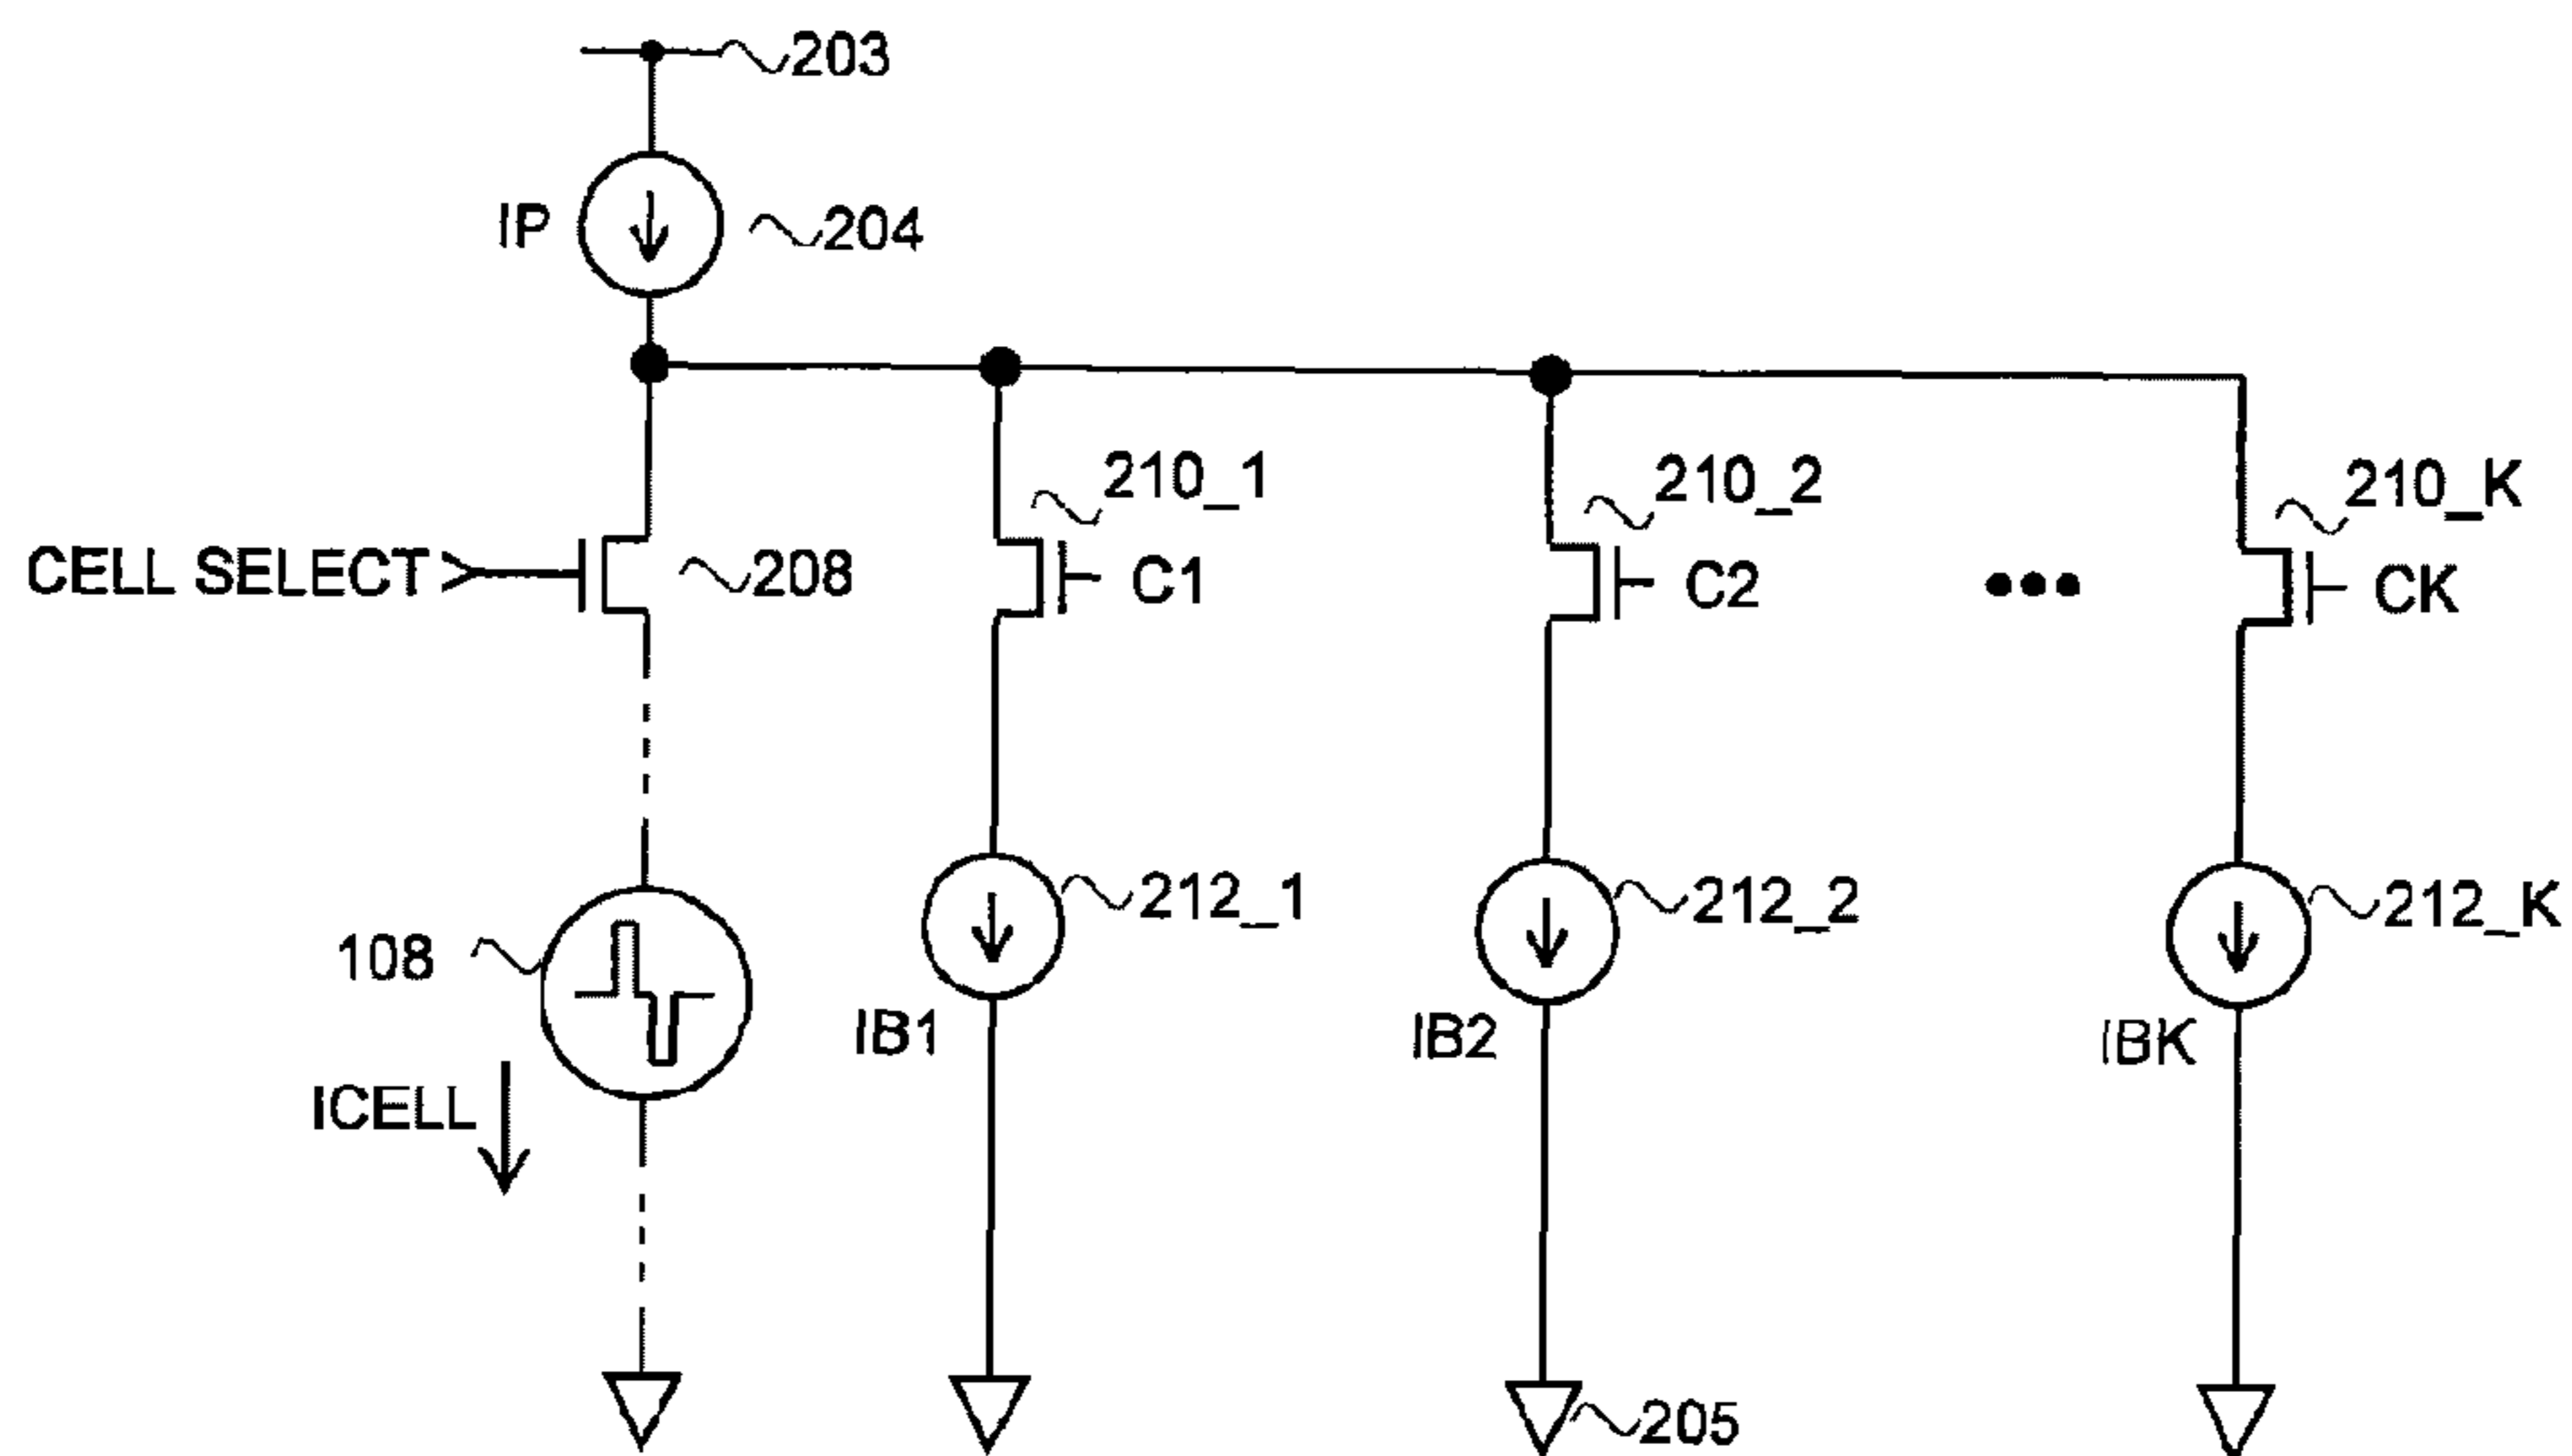 203
IP
204
210_1
210_2
210_K
CELL SELECT
208
C1
C2
CK
108
212_1
212_2
212_K
IB1
IB2
IBK
ICELL
205